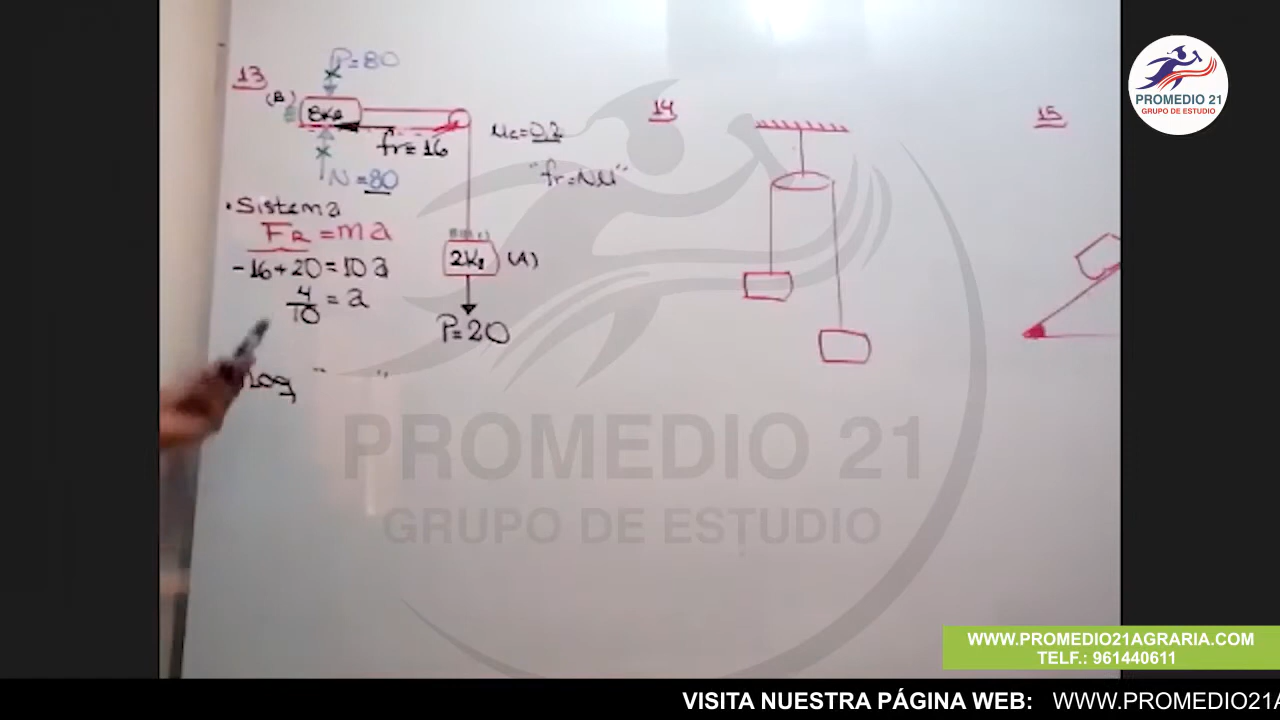 13
P=80
(B)
8Kg
fr=16
N=80
μc=0,2
"fr=Nμ"
• Sistema
FR = ma
-16+20=10a
4/10 = a
2Kg
(A)
P=20
14
15
PROMEDIO 21
GRUPO DE ESTUDIO
PROMEDIO 21
GRUPO DE ESTUDIO
WWW.PROMEDIO21AGRARIA.COM
TELF.: 961440611
VISITA NUESTRA PÁGINA WEB: WWW.PROMEDIO21A